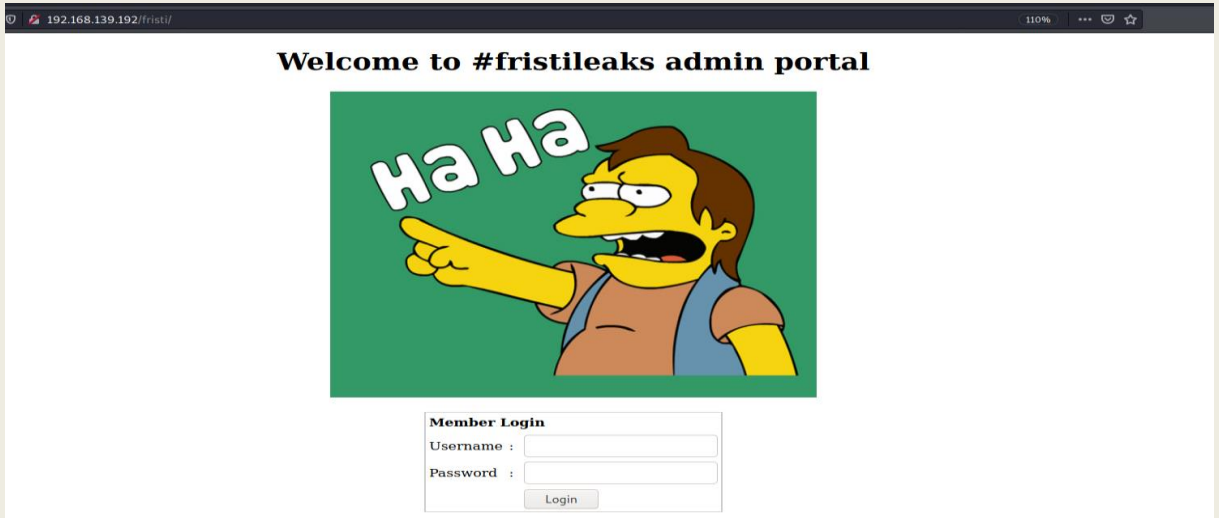 192.168.139.192/fristi/
110%
Welcome to #fristileaks admin portal
Ha Ha
Member Login
Username :
Password :
Login